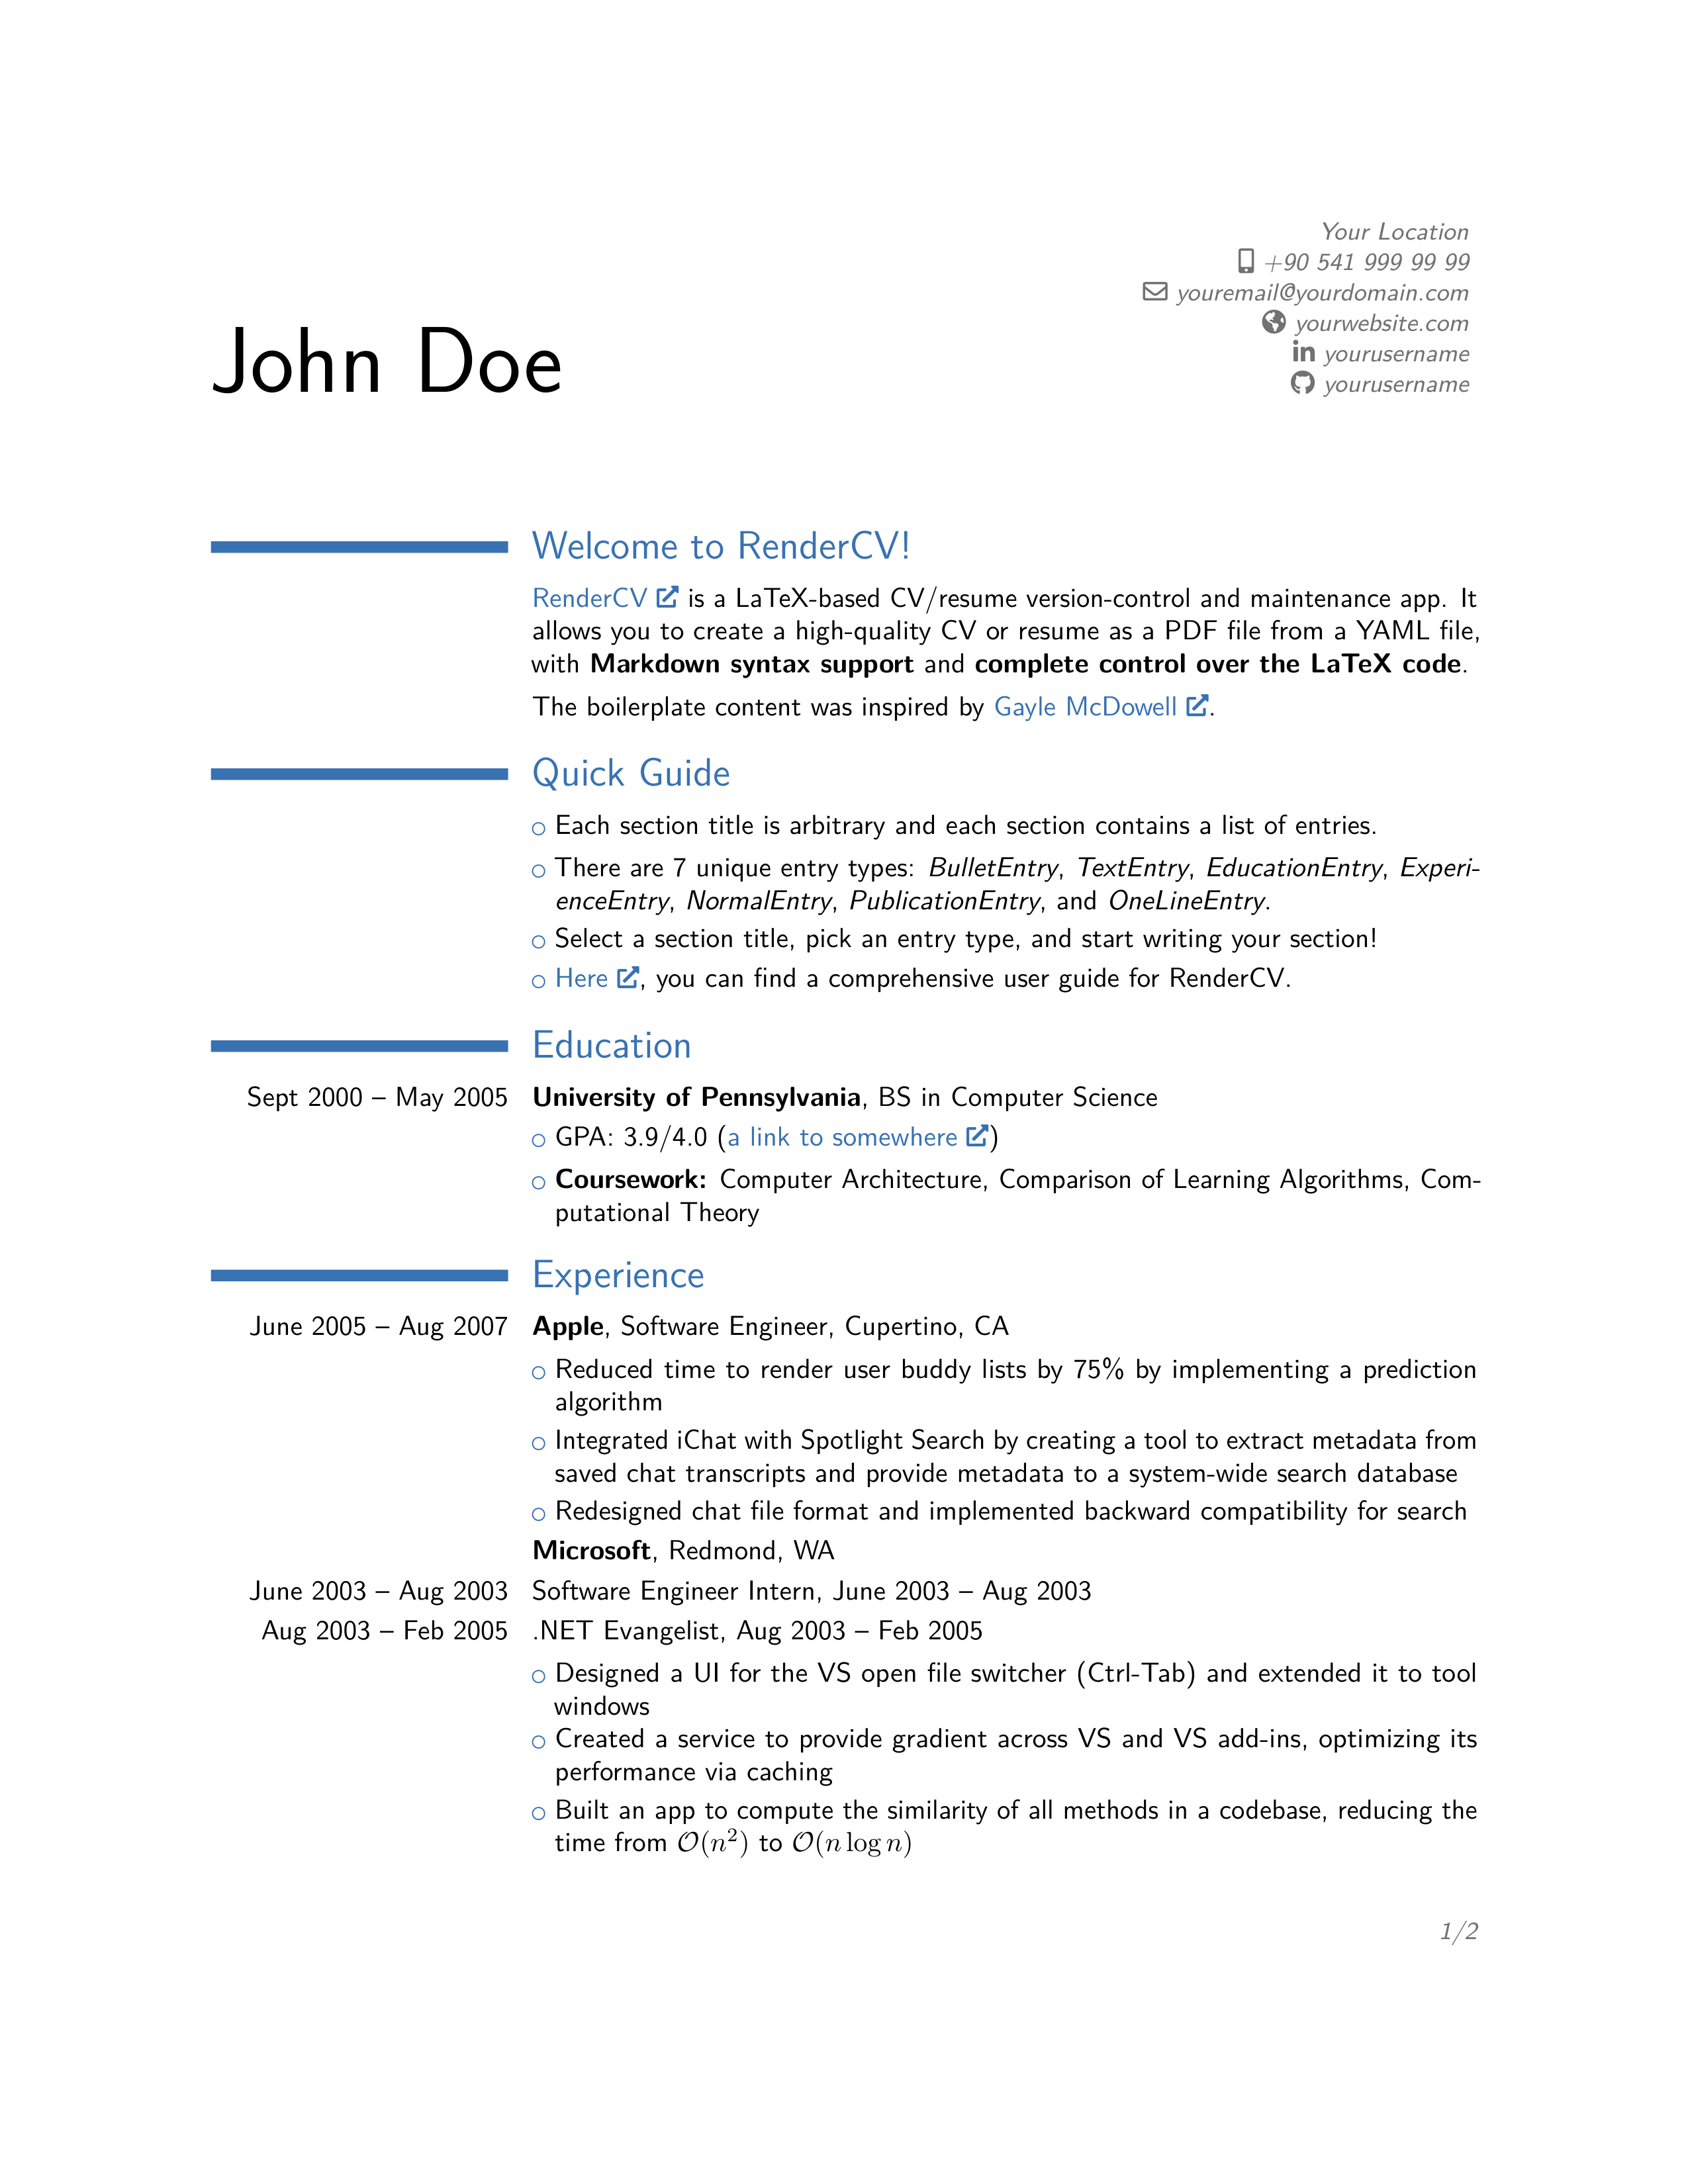 Your Location
+90 541 999 99 99
youremail@yourdomain.com
yourwebsite.com
yourusername
yourusername
John Doe
Welcome to RenderCV!
RenderCV is a LaTeX-based CV/resume version-control and maintenance app. It
allows you to create a high-quality CV or resume as a PDF file from a YAML file,
with Markdown syntax support and complete control over the LaTeX code.
The boilerplate content was inspired by Gayle McDowell.
Quick Guide
○ Each section title is arbitrary and each section contains a list of entries.
○ There are 7 unique entry types: BulletEntry, TextEntry, EducationEntry, Experi-
enceEntry, NormalEntry, PublicationEntry, and OneLineEntry.
○ Select a section title, pick an entry type, and start writing your section!
○ Here, you can find a comprehensive user guide for RenderCV.
Education
Sept 2000 – May 2005 University of Pennsylvania, BS in Computer Science
○ GPA: 3.9/4.0 (a link to somewhere)
○ Coursework: Computer Architecture, Comparison of Learning Algorithms, Com-
putational Theory
Experience
June 2005 – Aug 2007 Apple, Software Engineer, Cupertino, CA
○ Reduced time to render user buddy lists by 75% by implementing a prediction
algorithm
○ Integrated iChat with Spotlight Search by creating a tool to extract metadata from
saved chat transcripts and provide metadata to a system-wide search database
○ Redesigned chat file format and implemented backward compatibility for search
Microsoft, Redmond, WA
June 2003 – Aug 2003 Software Engineer Intern, June 2003 – Aug 2003
Aug 2003 – Feb 2005 .NET Evangelist, Aug 2003 – Feb 2005
○ Designed a UI for the VS open file switcher (Ctrl-Tab) and extended it to tool
windows
○ Created a service to provide gradient across VS and VS add-ins, optimizing its
performance via caching
○ Built an app to compute the similarity of all methods in a codebase, reducing the
time from 𝒪(n²) to 𝒪(n log n)
1/2